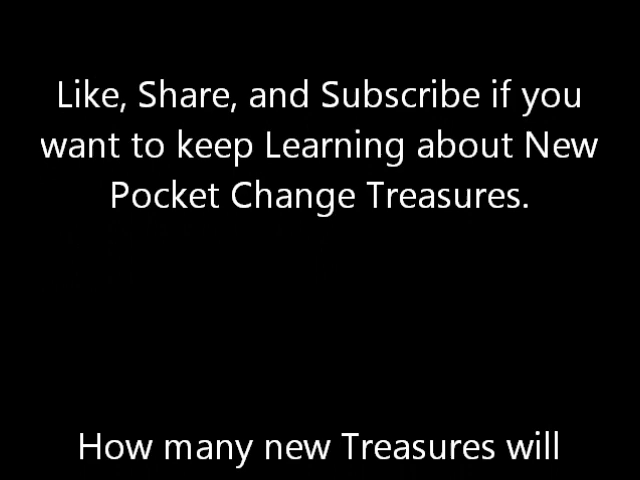 Like, Share, and Subscribe if you
want to keep Learning about New
Pocket Change Treasures.
How many new Treasures will